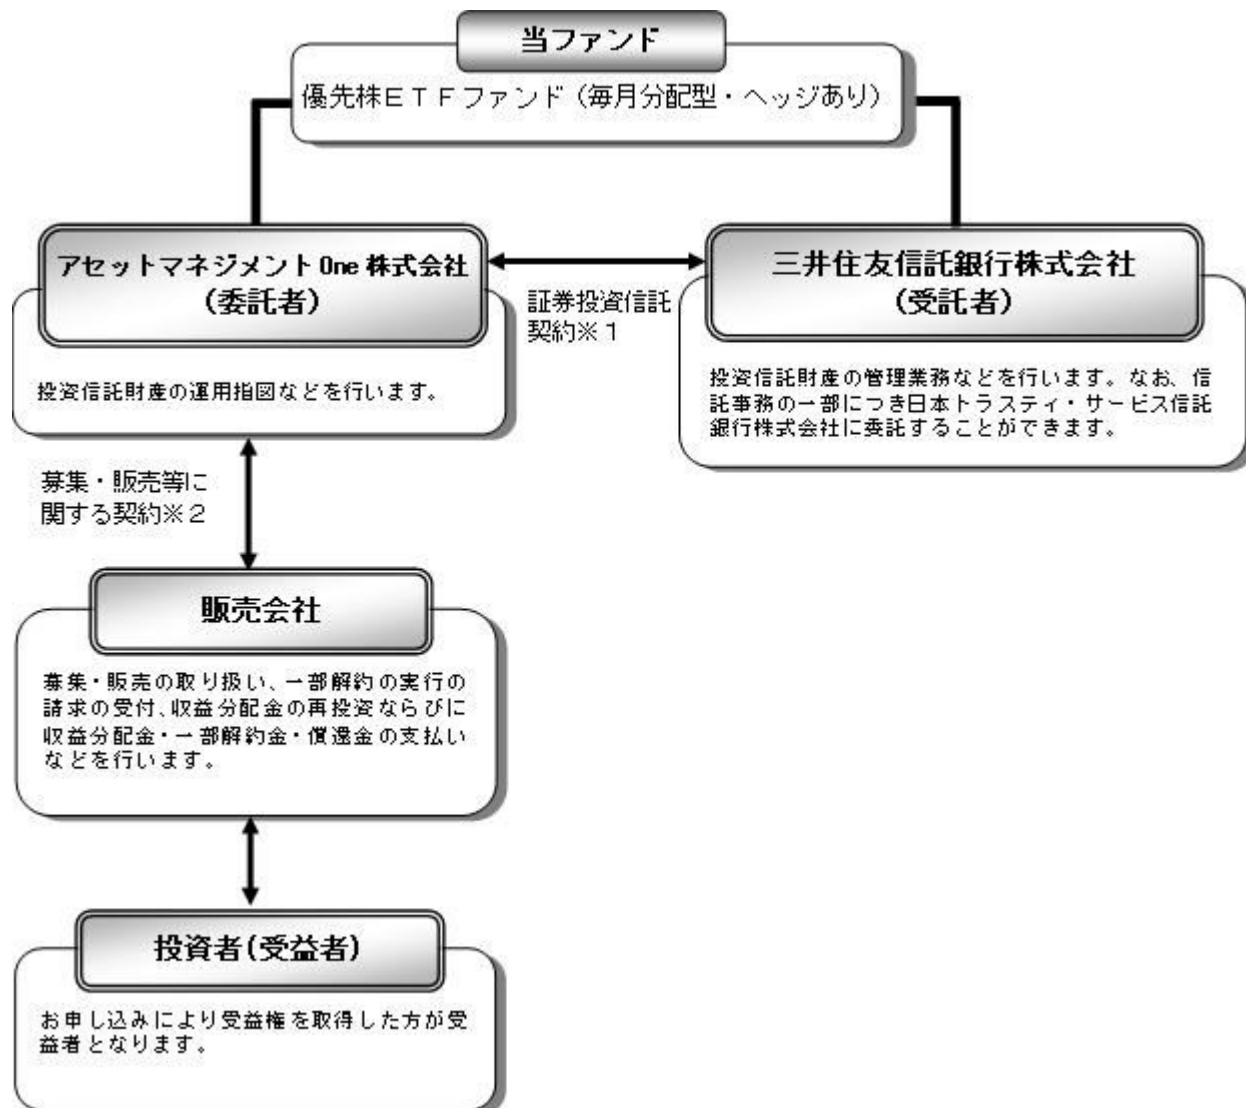 当ファンド
優先株ＥＴＦファンド（毎月分配型・ヘッジあり）
アセットマネジメントOne株式会社
（委託者）
投資信託財産の運用指図などを行います。
証券投資信託
契約※１
三井住友信託銀行株式会社
（受託者）
投資信託財産の管理業務などを行います。なお、信
託事務の一部につき日本トラスティ・サービス信託
銀行株式会社に委託することができます。
募集・販売等に
関する契約※２
販売会社
募集・販売の取り扱い、一部解約の実行の
請求の受付、収益分配金の再投資ならびに
収益分配金・一部解約金・償還金の支払い
などを行います。
投資者（受益者）
お申し込みにより受益権を取得した方が受
益者となります。